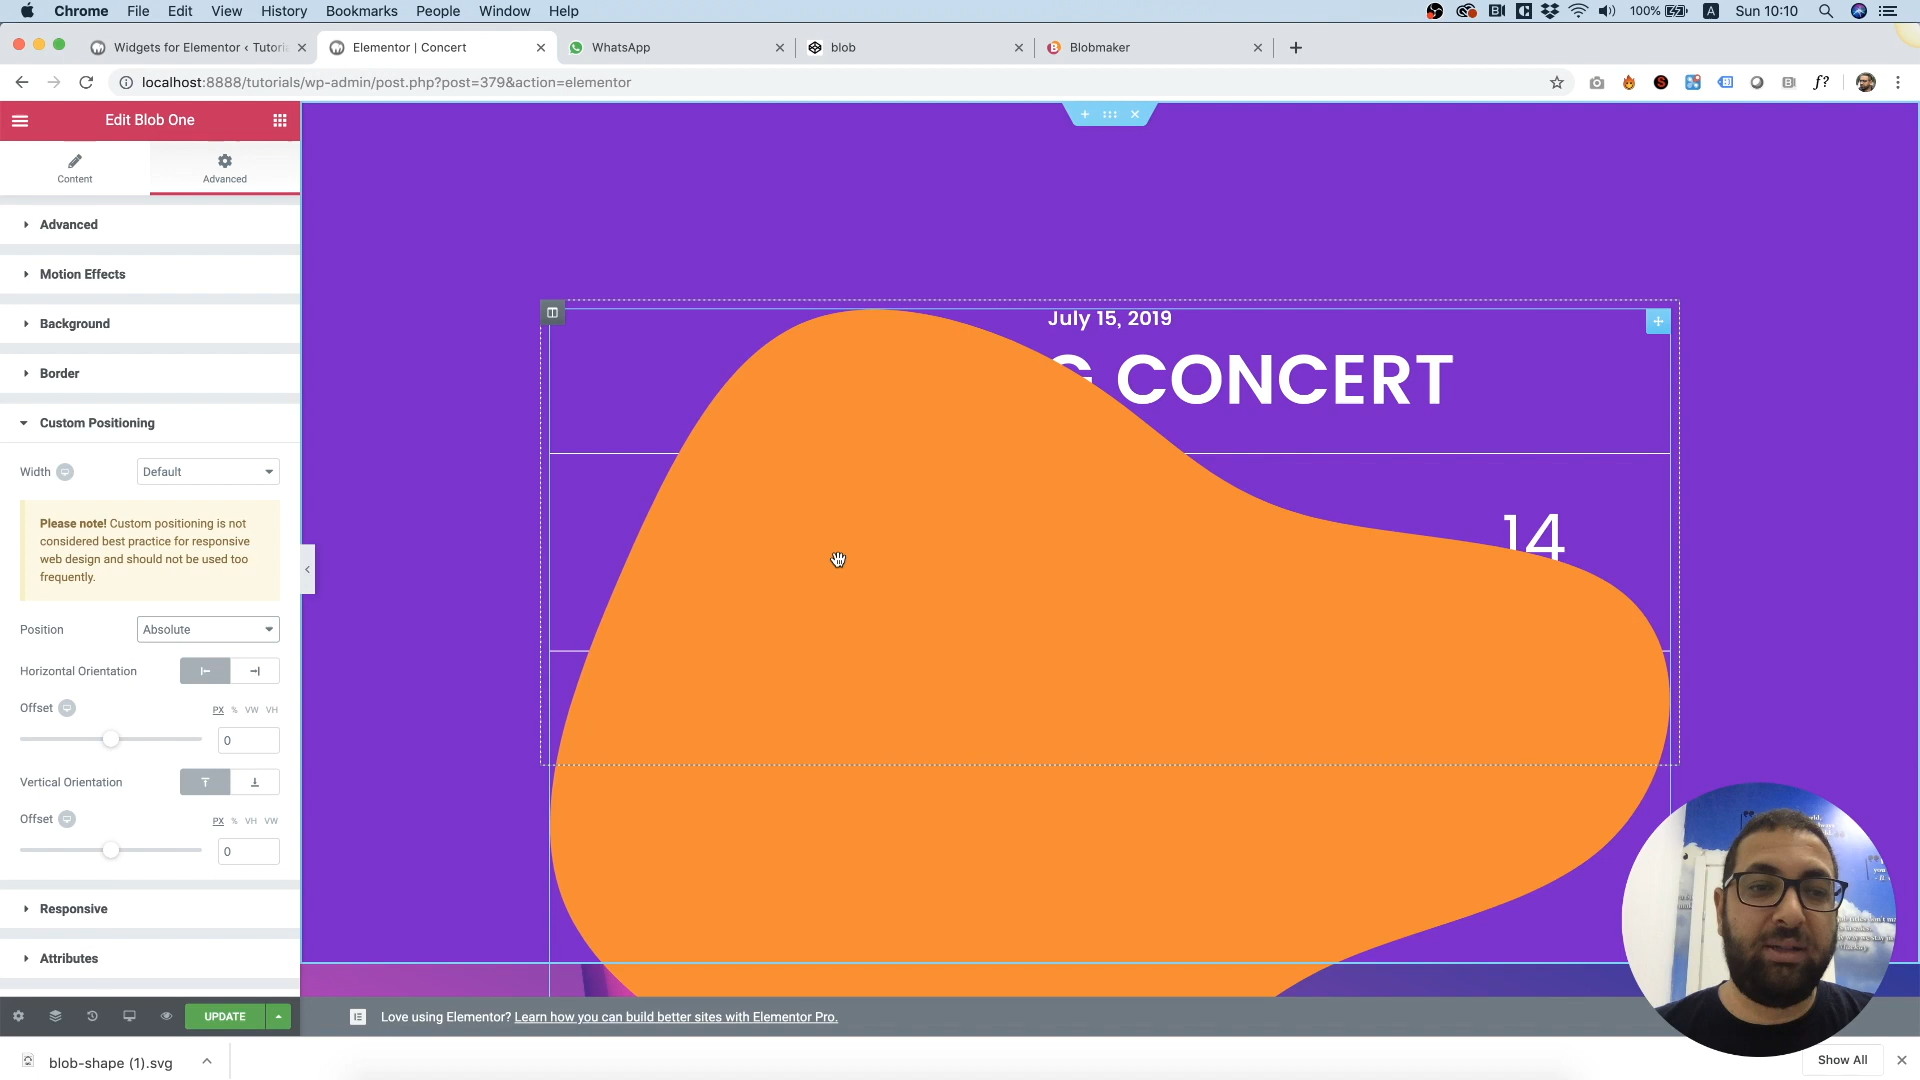 Chrome File Edit View History Bookmarks People Window Help 100% A Sun 10:10
Widgets for Elementor ‹ Tutori
Elementor | Concert
WhatsApp
blob
Blobmaker
localhost:8888/tutorials/wp-admin/post.php?post=379&action=elementor
f?
Edit Blob One
Content
Advanced
Advanced
Motion Effects
Background
Border
Custom Positioning
Width
Default
Please note! Custom positioning is not
considered best practice for responsive
web design and should not be used too
frequently.
Position
Absolute
Horizontal Orientation
Offset
PX % VW VH
0
Vertical Orientation
Offset
PX % VH VW
0
Responsive
Attributes
UPDATE
July 15, 2019
G CONCERT
14
Love using Elementor? Learn how you can build better sites with Elementor Pro.
blob-shape (1).svg
Show All